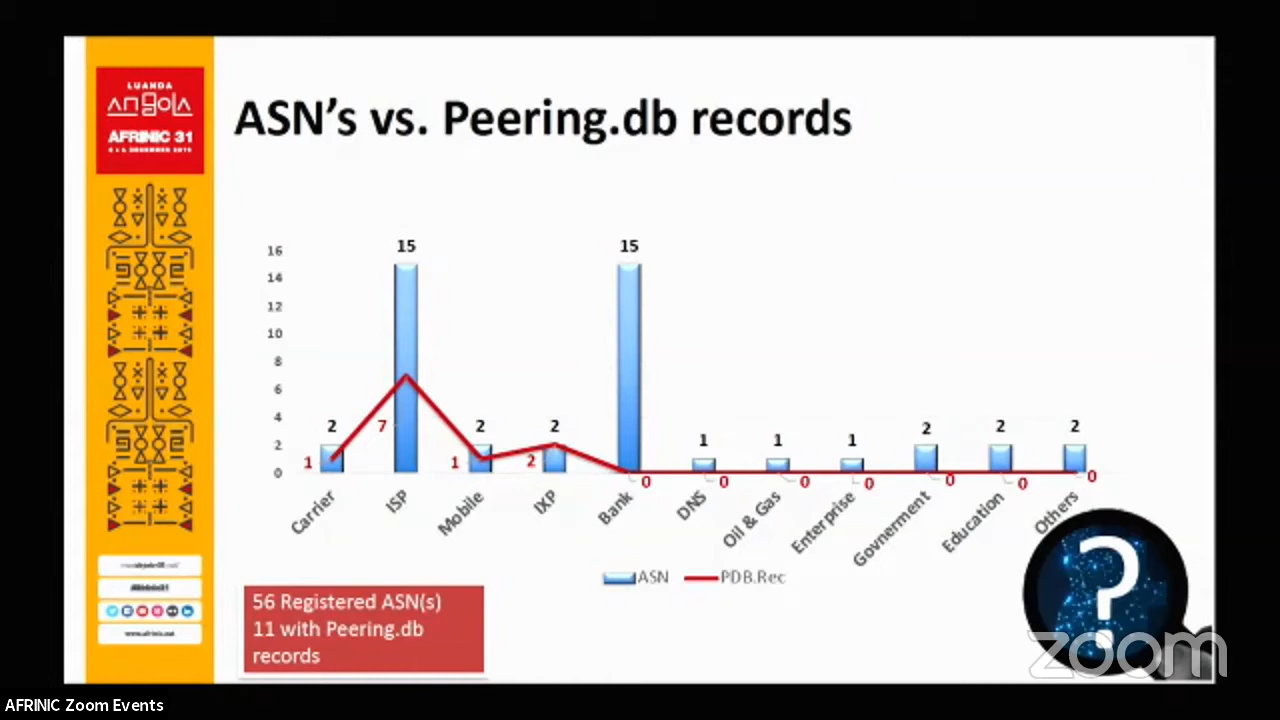 LUANDA
angola
AFRINIC 31
ASN's vs. Peering.db records
16
14
12
10
8
6
4
2
0
2
15
2
2
15
1
1
1
2
2
2
1
7
1
2
0
0
0
0
0
0
0
Carrier
ISP
Mobile
IXP
Bank
DNS
Oil & Gas
Enterprise
Govnerment
Education
Others
ASN
PDB.Rec
56 Registered ASN(s)
11 with Peering.db
records
?
www.afrinic.net
zoom
AFRINIC Zoom Events